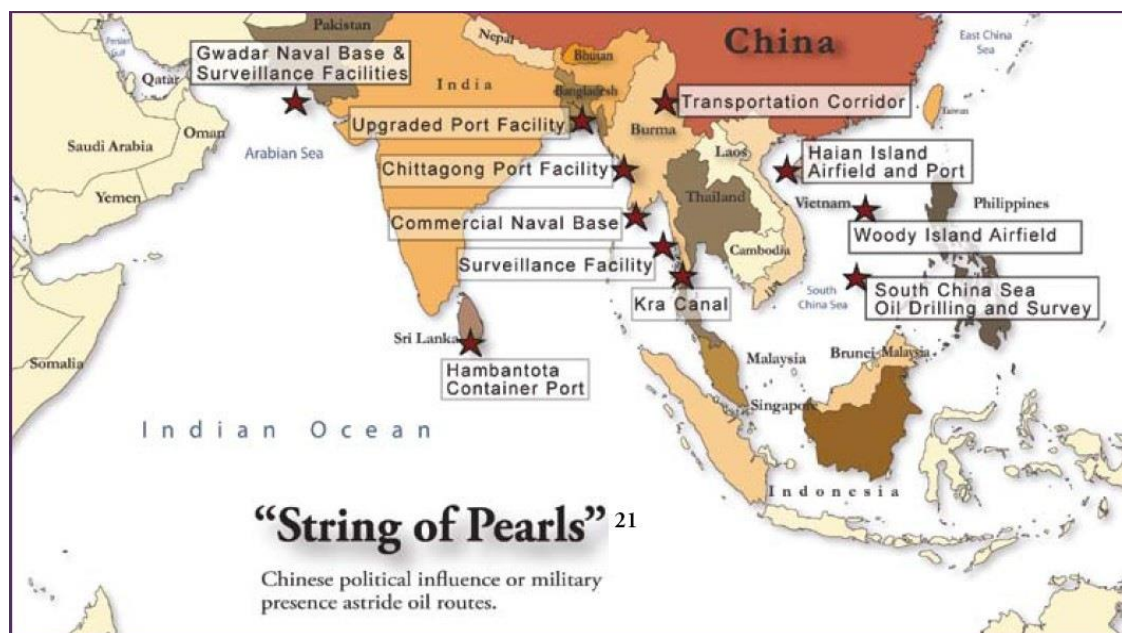 Pakistan
Persian
Gulf
Qatar
Gwadar Naval Base &
Surveillance Facilities
Nepal
Bhutan
China
East China
Sea
India
Bangladesh
Transportation Corridor
Taiwan
Oman
Saudi Arabia
Arabian Sea
Upgraded Port Facility
Burma
Laos
Haian Island
Airfield and Port
Chittagong Port Facility
Yemen
Thailand
Vietnam
Philippines
Commercial Naval Base
Woody Island Airfield
Cambodia
Surveillance Facility
South
China Sea
South China Sea
Oil Drilling and Survey
Kra Canal
Sri Lanka
Hambantota
Container Port
Somalia
Malaysia
Brunei
Malaysia
Singapore
Indian Ocean
Indonesia
“String of Pearls” 21
Chinese political influence or military
presence astride oil routes.